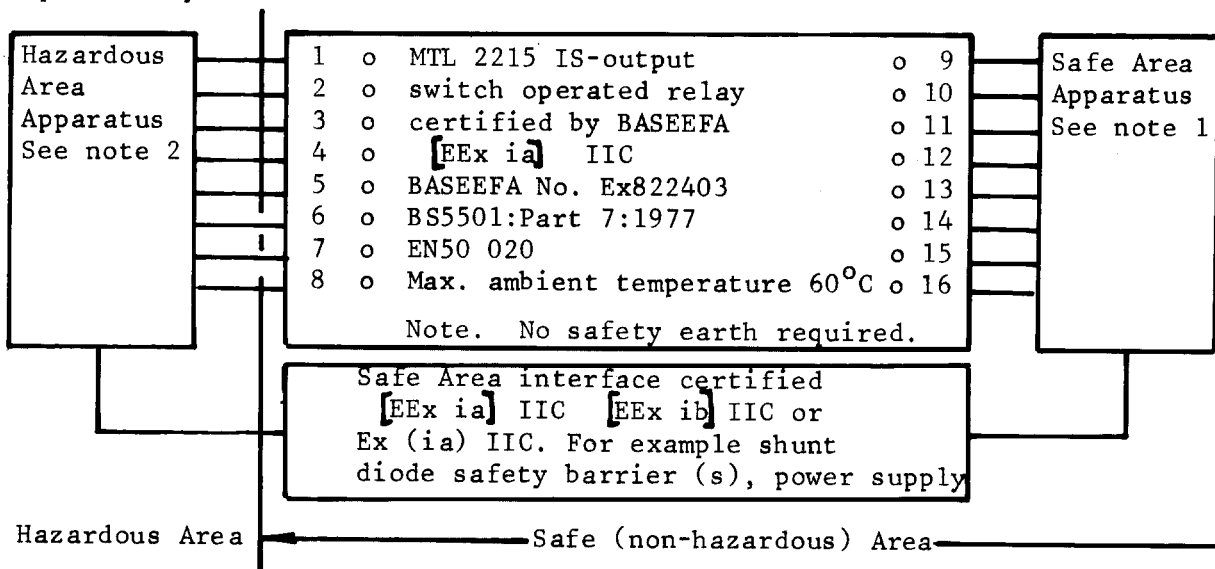 Hazardous
Area
Apparatus
See note 2
1 o MTL 2215 IS-output o 9
2 o switch operated relay o 10
3 o certified by BASEEFA o 11
4 o [EEx ia] IIC o 12
5 o BASEEFA No. Ex822403 o 13
6 o BS5501:Part 7:1977 o 14
7 o EN50 020 o 15
8 o Max. ambient temperature 60°C o 16
Note. No safety earth required.
Safe Area
Apparatus
See note 1
Safe Area interface certified
[EEx ia] IIC [EEx ib] IIC or
Ex (ia) IIC. For example shunt
diode safety barrier (s), power supply
Hazardous Area
Safe (non-hazardous) Area